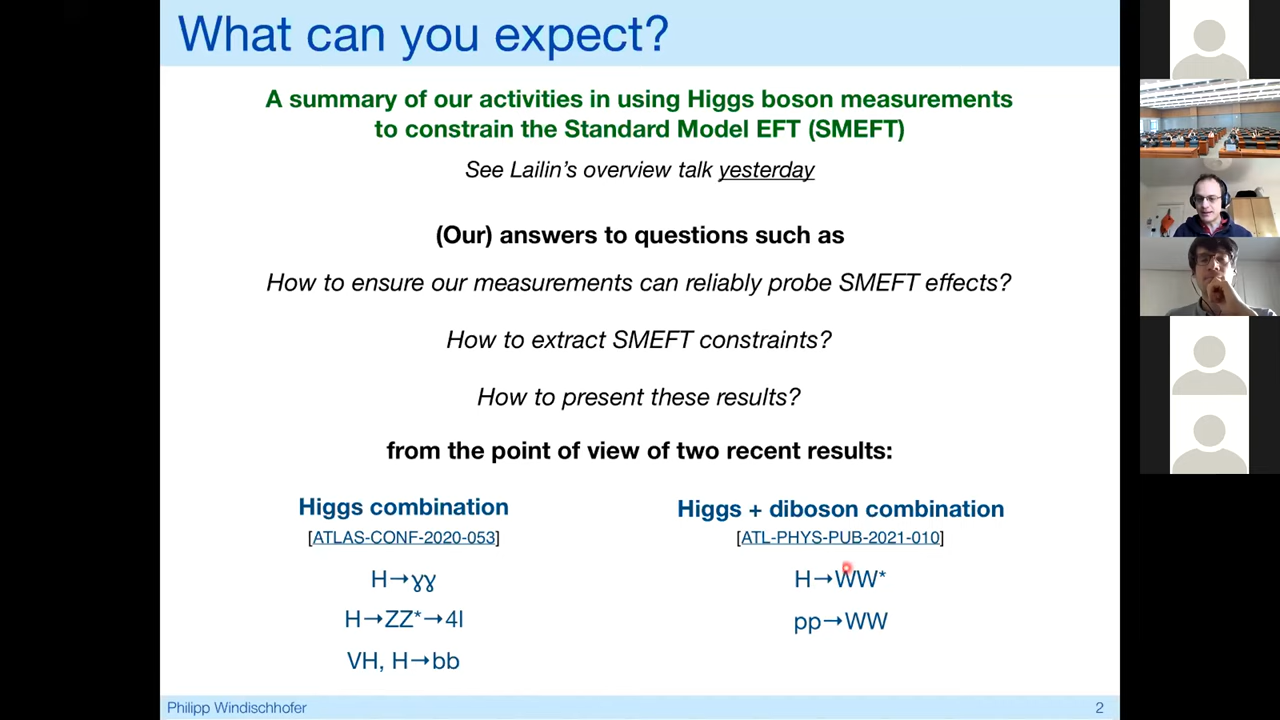 What can you expect?
A summary of our activities in using Higgs boson measurements
to constrain the Standard Model EFT (SMEFT)
See Lailin's overview talk yesterday
(Our) answers to questions such as
How to ensure our measurements can reliably probe SMEFT effects?
How to extract SMEFT constraints?
How to present these results?
from the point of view of two recent results:
Higgs combination
[ATLAS-CONF-2020-053]
H→γγ
H→ZZ*→4l
VH, H→bb
Higgs + diboson combination
[ATL-PHYS-PUB-2021-010]
H→WW*
pp→WW
Philipp Windischhofer
2